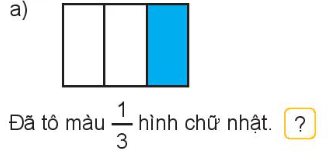 a)
Đã tô màu 1/3 hình chữ nhật. ?